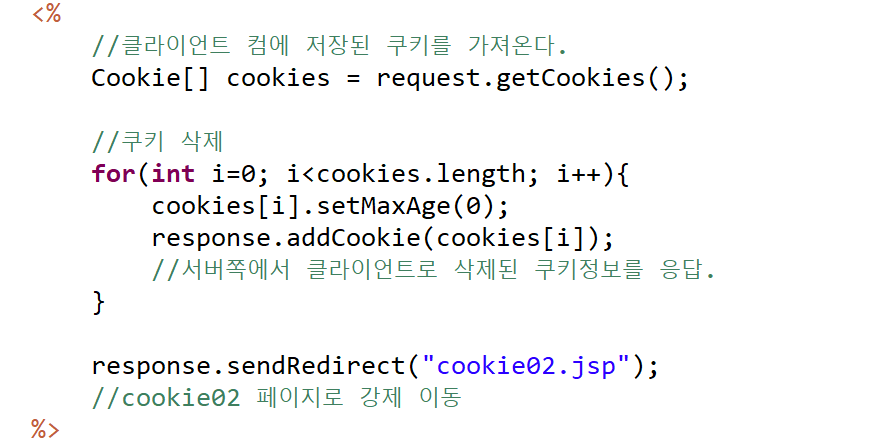 <%
//클라이언트 컴에 저장된 쿠키를 가져온다.
Cookie[] cookies = request.getCookies();
//쿠키 삭제
for(int i=0; i<cookies.length; i++){
cookies[i].setMaxAge(0);
response.addCookie(cookies[i]);
//서버쪽에서 클라이언트로 삭제된 쿠키정보를 응답.
}
response.sendRedirect("cookie02.jsp");
//cookie02 페이지로 강제 이동
%>